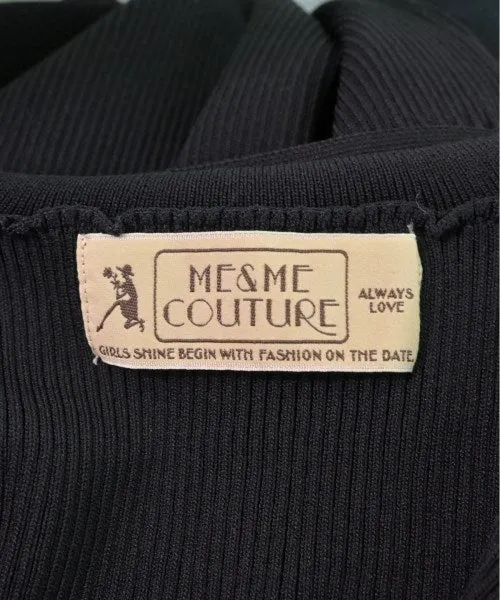 ME&ME
COUTURE
ALWAYS
LOVE
GIRLS SHINE BEGIN WITH FASHION ON THE DATE